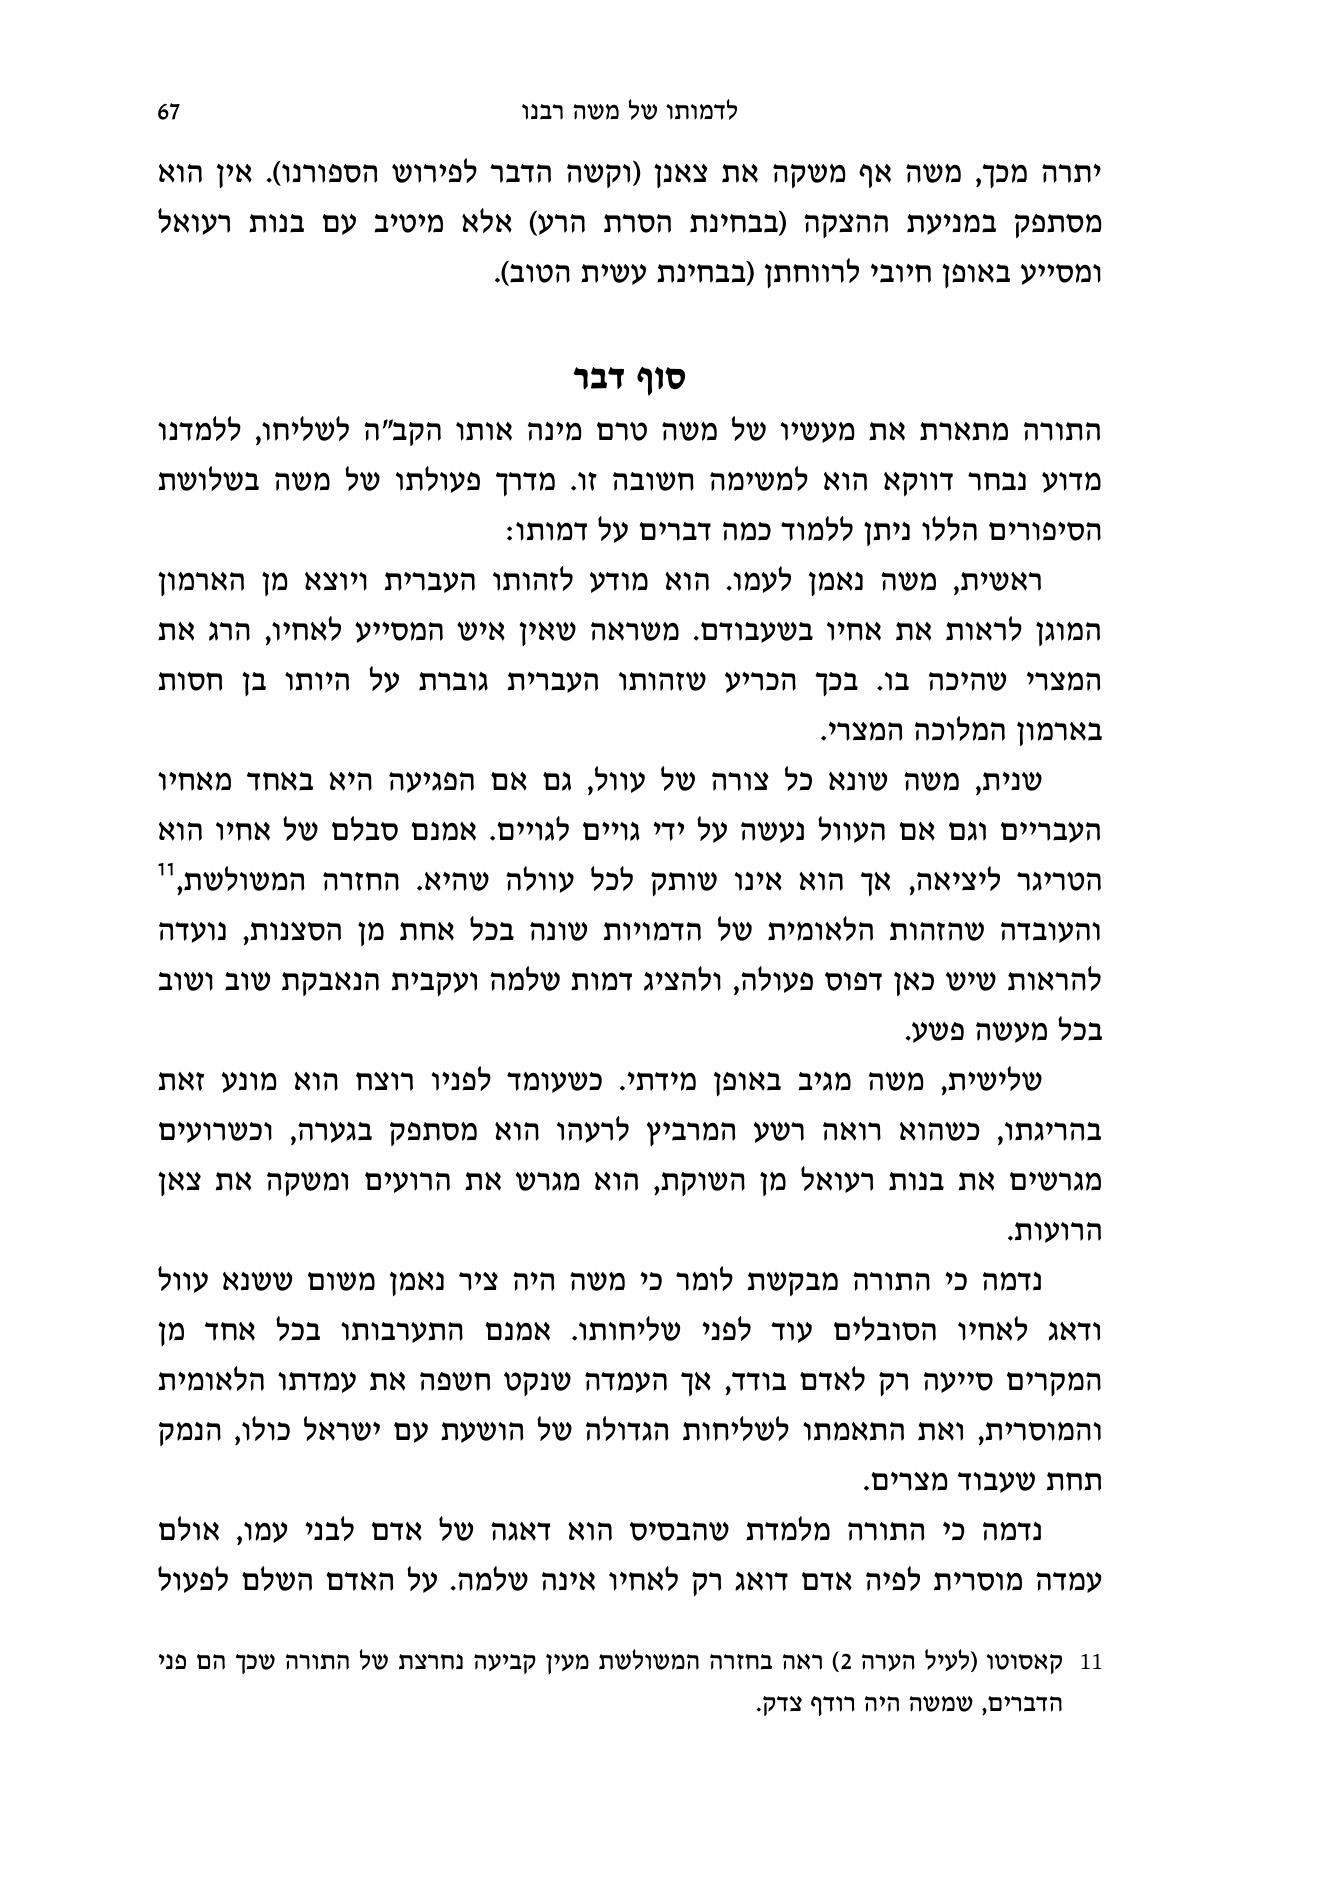 לדמותו של משה רבנו 67
יתרה מכך, משה אף משקה את צאנן (וקשה הדבר לפירוש הספורנו). אין הוא
מסתפק במניעת ההצקה (בבחינת הסרת הרע) אלא מיטיב עם בנות רעואל
ומסייע באופן חיובי לרווחתן (בבחינת עשית הטוב).
סוף דבר
התורה מתארת את מעשיו של משה טרם מינה אותו הקב"ה לשליחו, ללמדנו
מדוע נבחר דווקא הוא למשימה חשובה זו. מדרך פעולתו של משה בשלושת
הסיפורים הללו ניתן ללמוד כמה דברים על דמותו:
ראשית, משה נאמן לעמו. הוא מודע לזהותו העברית ויוצא מן הארמון
המוגן לראות את אחיו בשעבודם. משראה שאין איש המסייע לאחיו, הרג את
המצרי שהיכה בו. בכך הכריע שזהותו העברית גוברת על היותו בן חסות
בארמון המלוכה המצרי.
שנית, משה שונא כל צורה של עוול, גם אם הפגיעה היא באחד מאחיו
העבריים וגם אם העוול נעשה על ידי גויים לגויים. אמנם סבלם של אחיו הוא
הטריגר ליציאה, אך הוא אינו שותק לכל עוולה שהיא. החזרה המשולשת,11
והעובדה שהזהות הלאומית של הדמויות שונה בכל אחת מן הסצנות, נועדה
להראות שיש כאן דפוס פעולה, ולהציג דמות שלמה ועקבית הנאבקת שוב ושוב
בכל מעשה פשע.
שלישית, משה מגיב באופן מידתי. כשעומד לפניו רוצח הוא מונע זאת
בהריגתו, כשהוא רואה רשע המרביץ לרעהו הוא מסתפק בגערה, וכשרועים
מגרשים את בנות רעואל מן השוקת, הוא מגרש את הרועים ומשקה את צאן
הרועות.
נדמה כי התורה מבקשת לומר כי משה היה ציר נאמן משום ששנא עוול
ודאג לאחיו הסובלים עוד לפני שליחותו. אמנם התערבותו בכל אחד מן
המקרים סייעה רק לאדם בודד, אך העמדה שנקט חשפה את עמדתו הלאומית
והמוסרית, ואת התאמתו לשליחות הגדולה של הושעת עם ישראל כולו, הנמק
תחת שעבוד מצרים.
נדמה כי התורה מלמדת שהבסיס הוא דאגה של אדם לבני עמו, אולם
עמדה מוסרית לפיה אדם דואג רק לאחיו אינה שלמה. על האדם השלם לפעול
11 קאסוטו (לעיל הערה 2) ראה בחזרה המשולשת מעין קביעה נחרצת של התורה שכך הם פני
הדברים, שמשה היה רודף צדק.